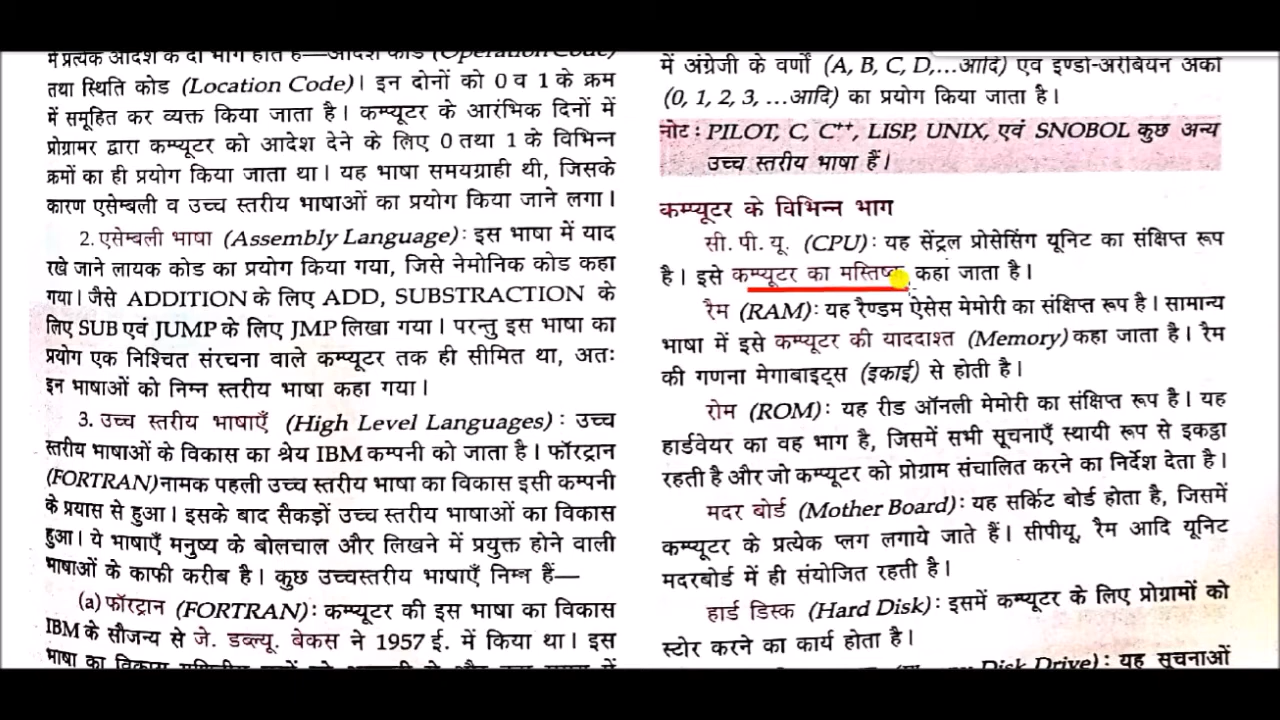 में प्रत्येक आदेश के दो भाग होते हैं—आदेश कोड (Operation Code)
तथा स्थिति कोड (Location Code)। इन दोनों को 0 व 1 के क्रम
में समूहित कर व्यक्त किया जाता है। कम्प्यूटर के आरंभिक दिनों में
प्रोग्रामर द्वारा कम्प्यूटर को आदेश देने के लिए 0 तथा 1 के विभिन्न
क्रमों का ही प्रयोग किया जाता था। यह भाषा समयग्राही थी, जिसके
कारण एसेम्बली व उच्च स्तरीय भाषाओं का प्रयोग किया जाने लगा।
2. एसेम्बली भाषा (Assembly Language): इस भाषा में याद
रखे जाने लायक कोड का प्रयोग किया गया, जिसे नेमोनिक कोड कहा
गया। जैसे ADDITION के लिए ADD, SUBSTRACTION के
लिए SUB एवं JUMP के लिए JMP लिखा गया। परन्तु इस भाषा का
प्रयोग एक निश्चित संरचना वाले कम्प्यूटर तक ही सीमित था, अतः
इन भाषाओं को निम्न स्तरीय भाषा कहा गया।
3. उच्च स्तरीय भाषाएँ (High Level Languages) : उच्च
स्तरीय भाषाओं के विकास का श्रेय IBM कम्पनी को जाता है। फॉरट्रान
(FORTRAN) नामक पहली उच्च स्तरीय भाषा का विकास इसी कम्पनी
के प्रयास से हुआ। इसके बाद सैकड़ों उच्च स्तरीय भाषाओं का विकास
हुआ। ये भाषाएँ मनुष्य के बोलचाल और लिखने में प्रयुक्त होने वाली
भाषाओं के काफी करीब है। कुछ उच्चस्तरीय भाषाएँ निम्न हैं—
(a) फॉरट्रान (FORTRAN) : कम्प्यूटर की इस भाषा का विकास
IBM के सौजन्य से जे. डब्ल्यू. बेकस ने 1957 ई. में किया था। इस
भाषा का विकास
में अंग्रेजी के वर्णों (A, B, C, D,...आदि) एवं इण्डो-अरेबियन अंकों
(0, 1, 2, 3, ...आदि) का प्रयोग किया जाता है।
नोट : PILOT, C, C++, LISP, UNIX, एवं SNOBOL कुछ अन्य
उच्च स्तरीय भाषा हैं।
कम्प्यूटर के विभिन्न भाग
सी. पी. यू. (CPU) : यह सेंट्रल प्रोसेसिंग यूनिट का संक्षिप्त रूप
है। इसे कम्प्यूटर का मस्तिष्क कहा जाता है।
रैम (RAM) : यह रैण्डम ऐसेस मेमोरी का संक्षिप्त रूप है। सामान्य
भाषा में इसे कम्प्यूटर की याददाश्त (Memory) कहा जाता है। रैम
की गणना मेगाबाइट्स (इकाई) से होती है।
रोम (ROM) : यह रीड ऑनली मेमोरी का संक्षिप्त रूप है। यह
हार्डवेयर का वह भाग है, जिसमें सभी सूचनाएँ स्थायी रूप से इकट्ठा
रहती है और जो कम्प्यूटर को प्रोग्राम संचालित करने का निर्देश देता है।
मदर बोर्ड (Mother Board) : यह सर्किट बोर्ड होता है, जिसमें
कम्प्यूटर के प्रत्येक प्लग लगाये जाते हैं। सीपीयू, रैम आदि यूनिट
मदरबोर्ड में ही संयोजित रहती है।
हार्ड डिस्क (Hard Disk) : इसमें कम्प्यूटर के लिए प्रोग्रामों को
स्टोर करने का कार्य होता है।
Disk Drive) : यह सूचनाओं